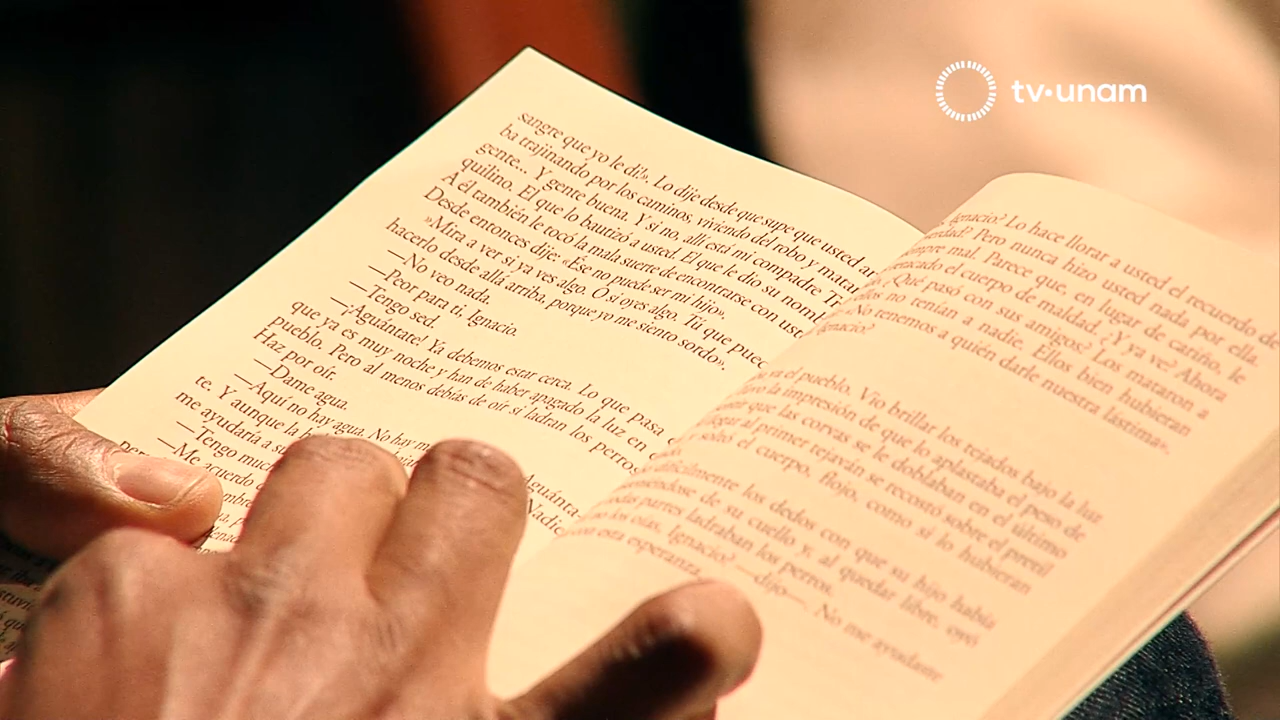 tv·unam
sangre que yo le di!». Lo dije desde que supe que usted an
ba trajinando por los caminos, viviendo del robo y matan
gente... Y gente buena. Y si no, allí está mi compadre Tr
quilino. El que lo bautizó a usted. El que le dio su noml
A él también le tocó la mala suerte de encontrarse con ust
Desde entonces dije: «Ése no puede ser mi hijo».
»Mira a ver si ya ves algo. O si oyes algo. Tú que puec
hacerlo desde allá arriba, porque yo me siento sordo».
—No veo nada.
—Peor para ti, Ignacio.
—Tengo sed.
—¡Aguántate! Ya debemos estar cerca. Lo que pasa
que ya es muy noche y han de haber apagado la luz en
pueblo. Pero al menos debías de oír si ladran los perros
Haz por oír.
—Dame agua.
—Aquí no hay agua. No hay
te. Y aunque la
me ayudaría a
—Tengo
—Me acuerdo
Ignacio? Lo hace llorar a usted el recuerdo de
Pero nunca hizo usted nada por ella.
mal. Parece que, en lugar de cariño, le
el cuerpo de maldad. ¿Y ya ve? Ahora
¿Qué pasó con sus amigos? Los mataron a
no tenían a nadie. Ellos bien hubieran
No tenemos a quién darle nuestra lástima».
Ignacio?
el pueblo. Vio brillar los tejados bajo la luz
la impresión de que lo aplastaba el peso de
que las corvas se le doblaban en el último
al primer tejaván se recostó sobre el pretil
soltó el cuerpo, flojo, como si lo hubieran
los dedos con que su hijo había
de su cuello y, al quedar libre, oyó
partes ladraban los perros.
los oías, Ignacio? —dijo—. No me ayudaste
esta esperanza